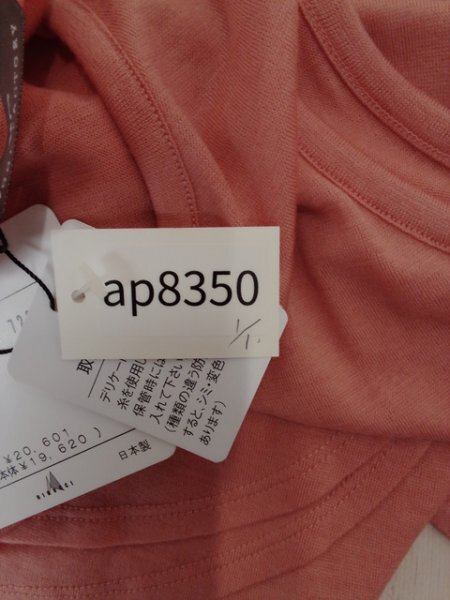 ap8350
1/1.
取
デリケー
糸を使用し
保管時には
入れて下さい
(種類の違う防
すると、シミ・変色
あります)
¥20,601
本体¥19,620)
日本製